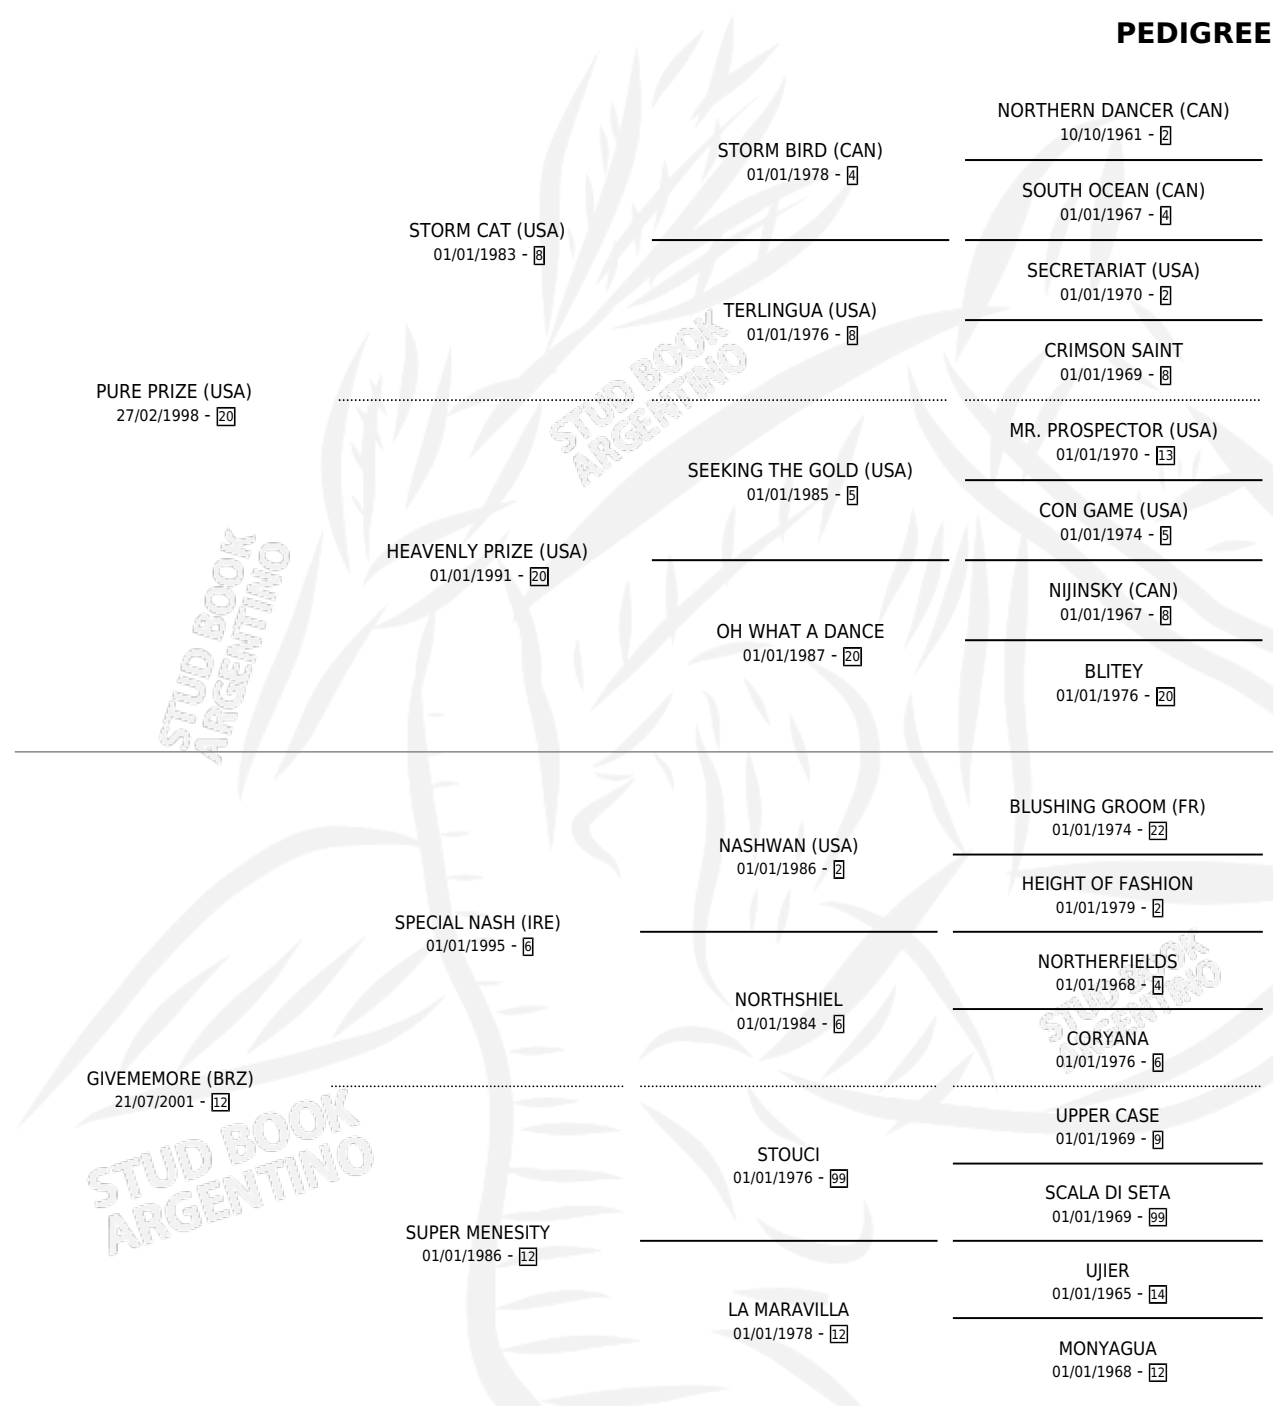 PEDIGREE
NORTHERN DANCER (CAN)
10/10/1961 - 2
STORM BIRD (CAN)
01/01/1978 - 4
SOUTH OCEAN (CAN)
01/01/1967 - 4
STORM CAT (USA)
01/01/1983 - 8
SECRETARIAT (USA)
01/01/1970 - 2
TERLINGUA (USA)
01/01/1976 - 8
CRIMSON SAINT
01/01/1969 - 8
PURE PRIZE (USA)
27/02/1998 - 20
MR. PROSPECTOR (USA)
01/01/1970 - 13
SEEKING THE GOLD (USA)
01/01/1985 - 5
CON GAME (USA)
01/01/1974 - 5
HEAVENLY PRIZE (USA)
01/01/1991 - 20
NIJINSKY (CAN)
01/01/1967 - 8
OH WHAT A DANCE
01/01/1987 - 20
BLITEY
01/01/1976 - 20
BLUSHING GROOM (FR)
01/01/1974 - 22
NASHWAN (USA)
01/01/1986 - 2
HEIGHT OF FASHION
01/01/1979 - 2
SPECIAL NASH (IRE)
01/01/1995 - 6
NORTHERFIELDS
01/01/1968 - 4
NORTHSHIEL
01/01/1984 - 6
CORYANA
01/01/1976 - 6
GIVEMEMORE (BRZ)
21/07/2001 - 12
UPPER CASE
01/01/1969 - 9
STOUCI
01/01/1976 - 99
SCALA DI SETA
01/01/1969 - 99
SUPER MENESITY
01/01/1986 - 12
UJIER
01/01/1965 - 14
LA MARAVILLA
01/01/1978 - 12
MONYAGUA
01/01/1968 - 12
STUD BOOK
ARGENTINO
STUD BOOK
ARGENTINO
STUD BOOK
ARGENTINO
STUD BOOK
ARGENTINO